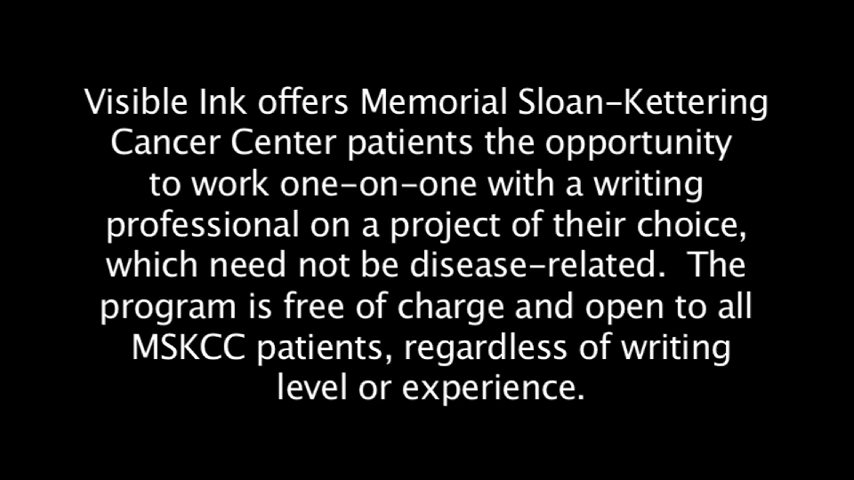 Visible Ink offers Memorial Sloan-Kettering
Cancer Center patients the opportunity
to work one-on-one with a writing
professional on a project of their choice,
which need not be disease-related.  The
program is free of charge and open to all
MSKCC patients, regardless of writing
level or experience.